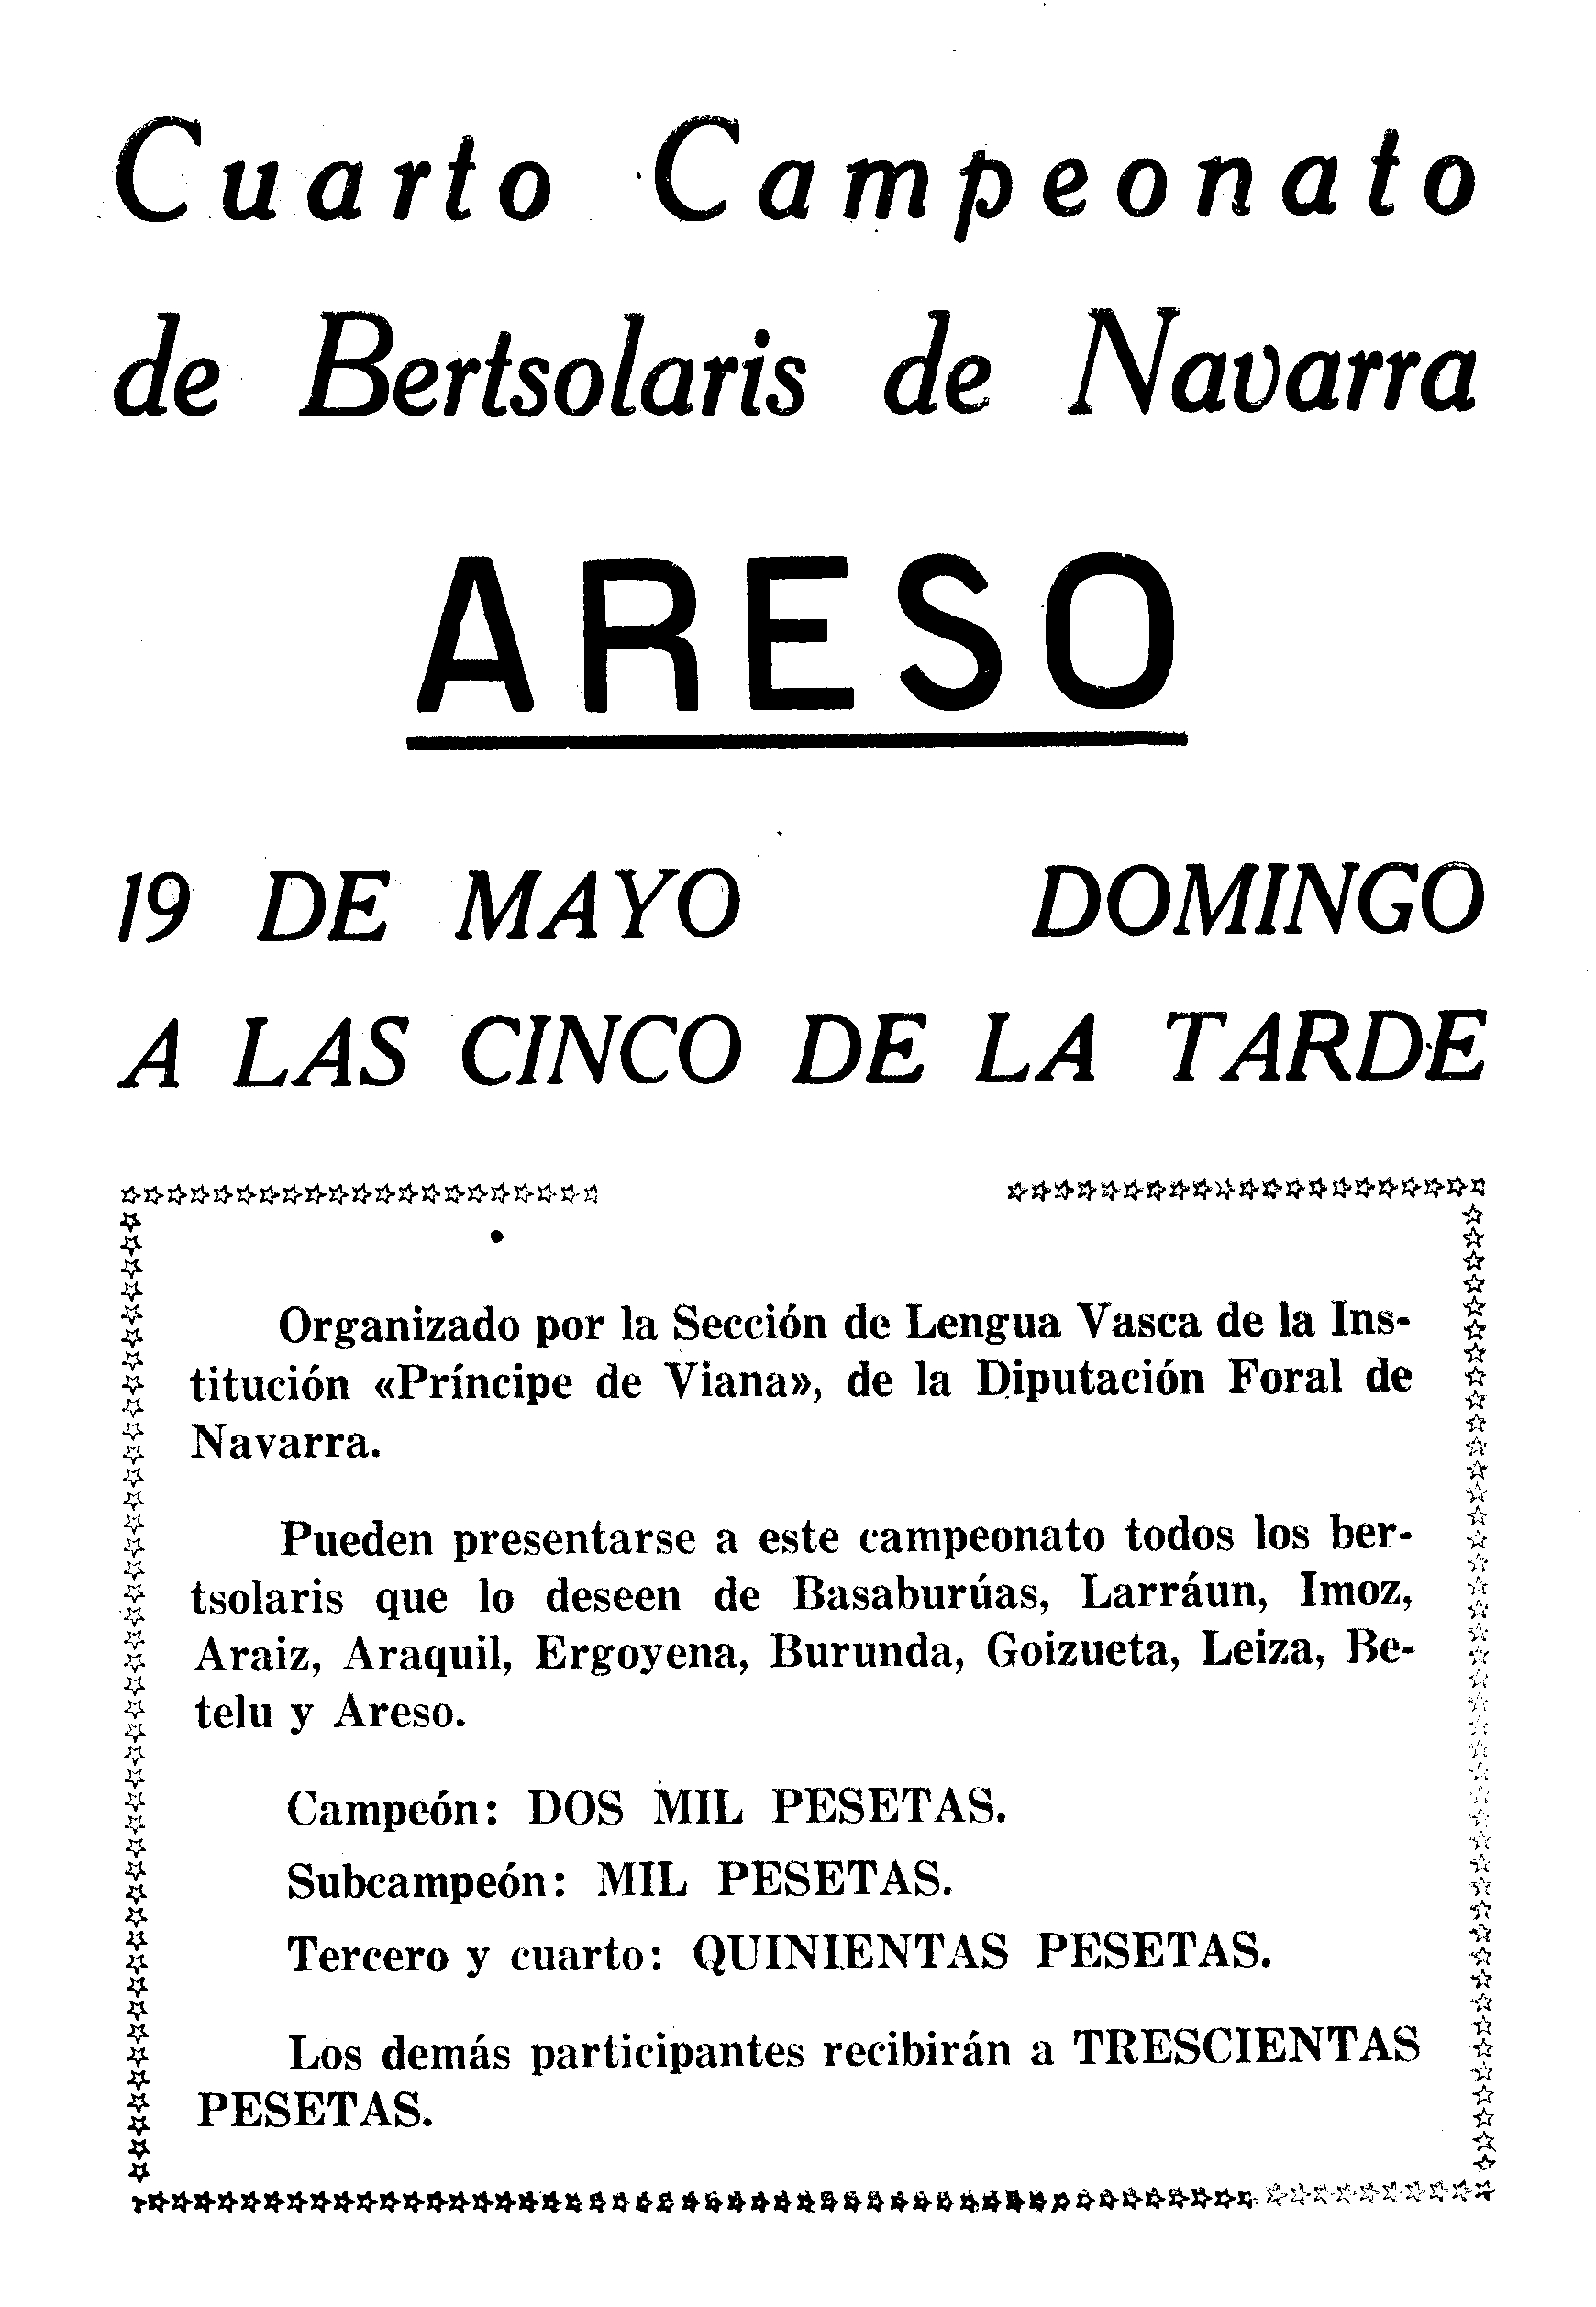 Cuarto Campeonato
de Bertsolaris de Navarra
ARESO
19 DE MAYO DOMINGO
A LAS CINCO DE LA TARDE
Organizado por la Sección de Lengua Vasca de la Ins-
titución «Príncipe de Viana», de la Diputación Foral de
Navarra.
Pueden presentarse a este campeonato todos los ber-
tsolaris que lo deseen de Basaburúas, Larráun, Imoz,
Araiz, Araquil, Ergoyena, Burunda, Goizueta, Leiza, Be-
telu y Areso.
Campeón: DOS MIL PESETAS.
Subcampeón: MIL PESETAS.
Tercero y cuarto: QUINIENTAS PESETAS.
Los demás participantes recibirán a TRESCIENTAS
PESETAS.